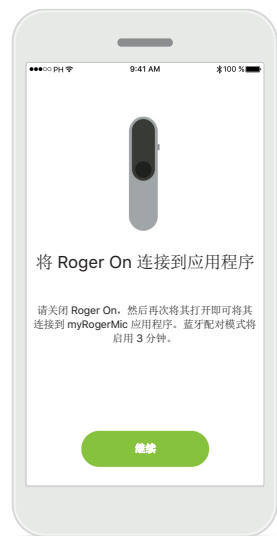 PH 9:41 AM 100 %
将 Roger On 连接到应用程序
请关闭 Roger On，然后再次将其打开即可将其
连接到 myRogerMic 应用程序。蓝牙配对模式将
启用 3 分钟。
继续